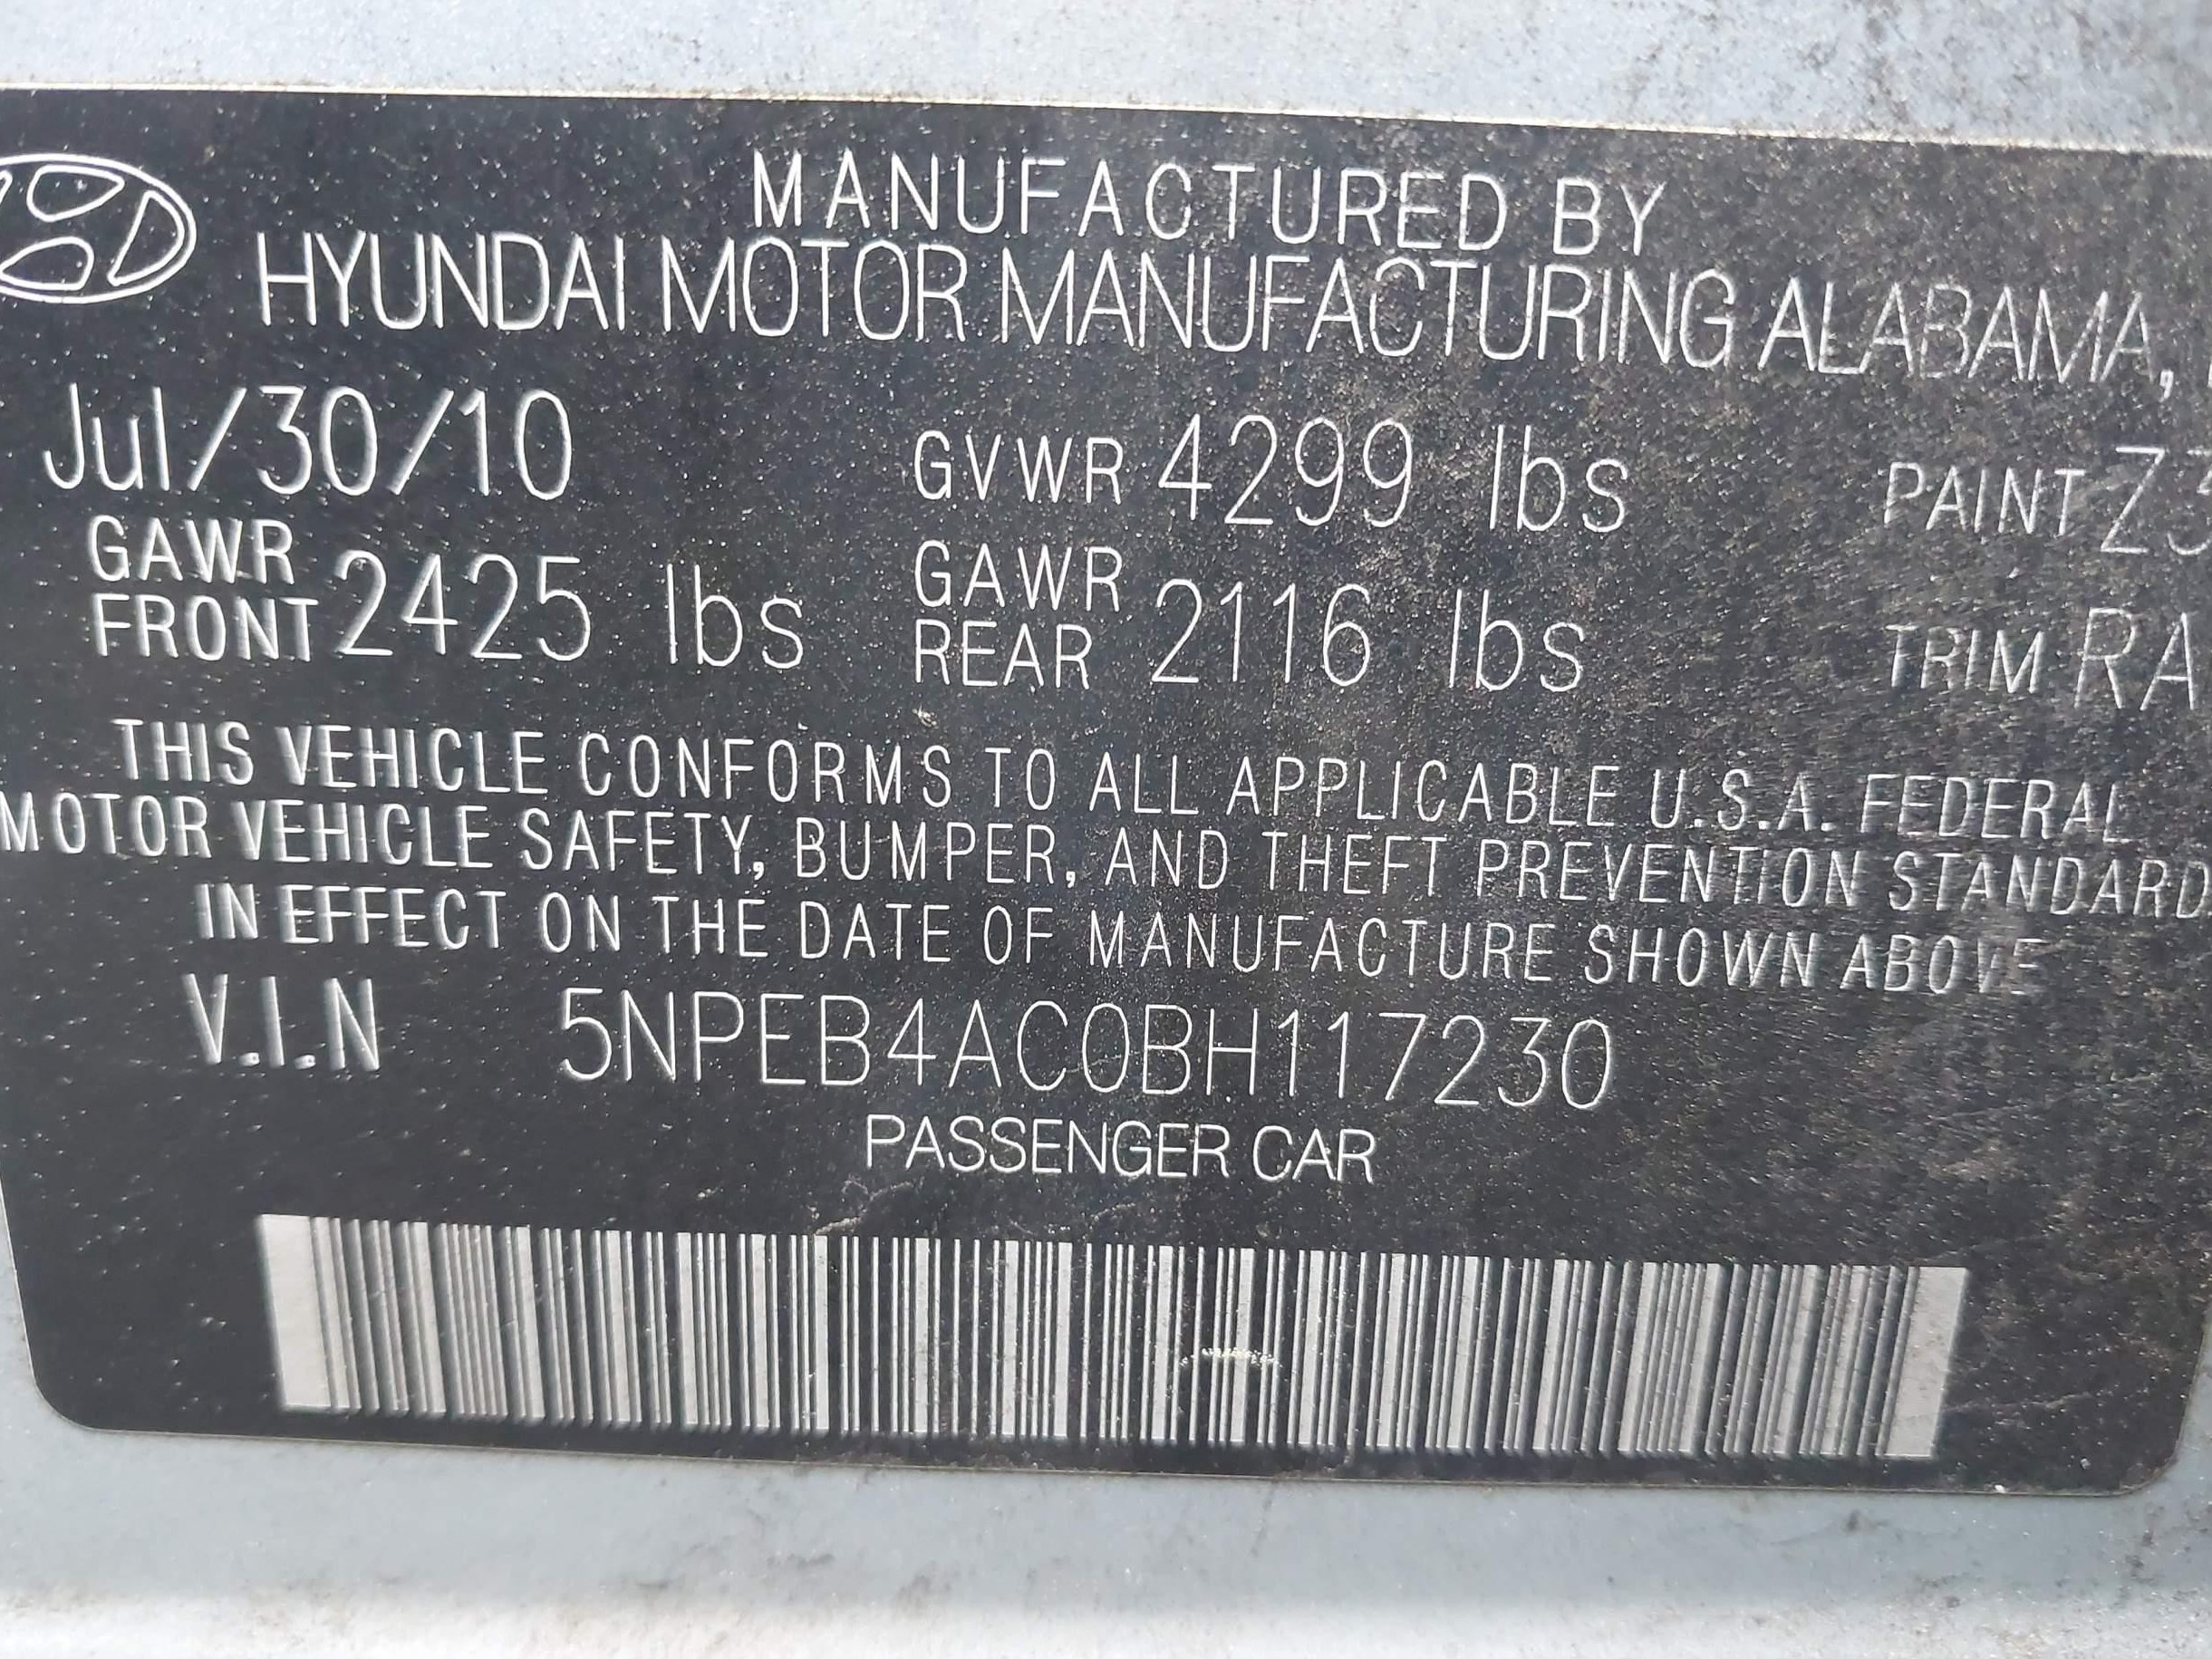 MANUFACTURED BY
HYUNDAI MOTOR MANUFACTURING ALABAMA,
Jul/30/10 GVWR 4299 lbs PAINT Z3
GAWR FRONT 2425 lbs GAWR REAR 2116 lbs TRIM RA
THIS VEHICLE CONFORMS TO ALL APPLICABLE U.S.A. FEDERAL
MOTOR VEHICLE SAFETY, BUMPER, AND THEFT PREVENTION STANDARD
IN EFFECT ON THE DATE OF MANUFACTURE SHOWN ABOVE
V.I.N 5NPEB4AC0BH117230
PASSENGER CAR